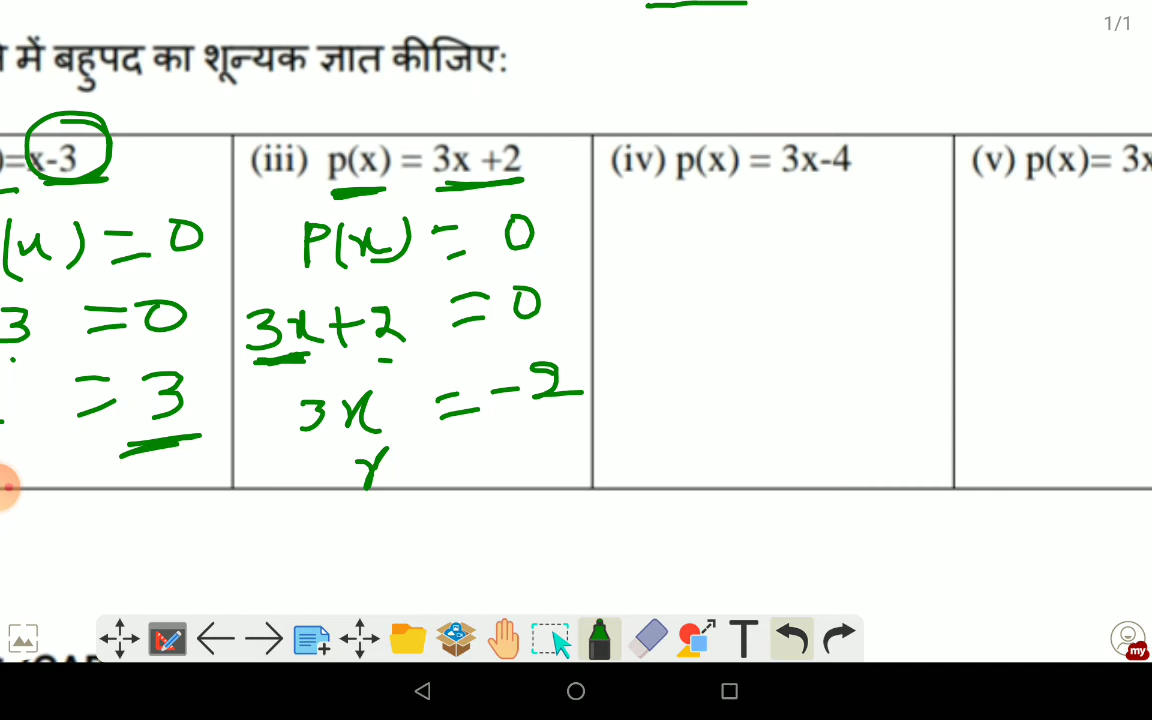 1/1
में बहुपद का शून्यक ज्ञात कीजिए:
)=x-3
(iii) p(x) = 3x +2
(iv) p(x) = 3x-4
(v) p(x)= 3x
(x) = 0
3 = 0
= 3
P(x) = 0
3x+2 = 0
3x = -2
x
T
my